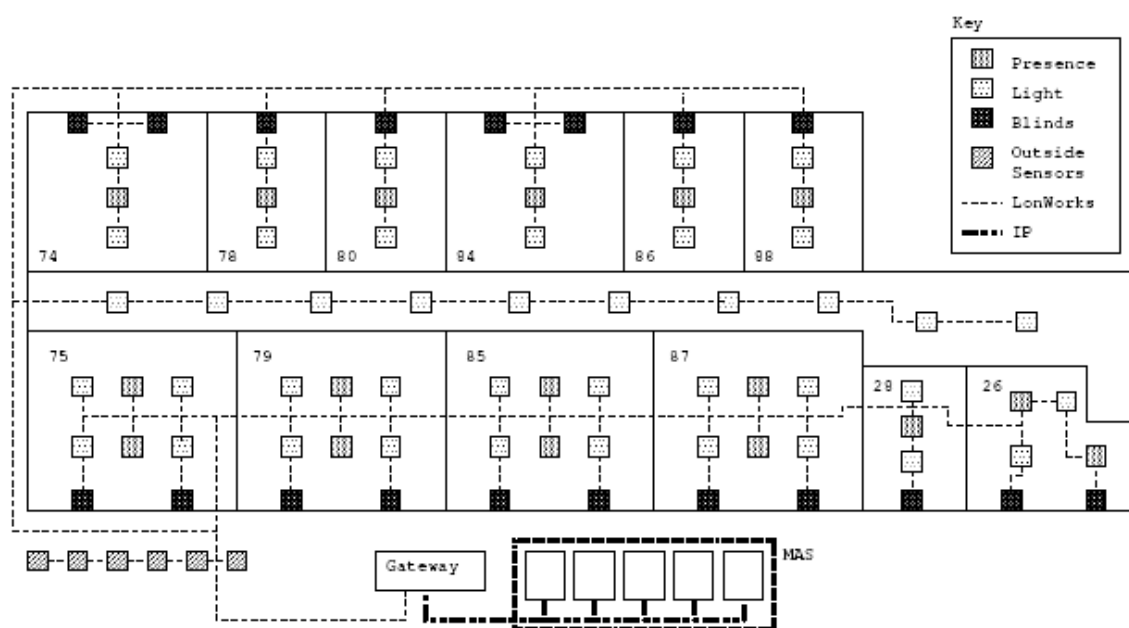 Key
Presence
Light
Blinds
Outside
Sensors
LonWorks
IP
74
78
80
84
86
88
75
79
85
87
28
26
Gateway
MAS